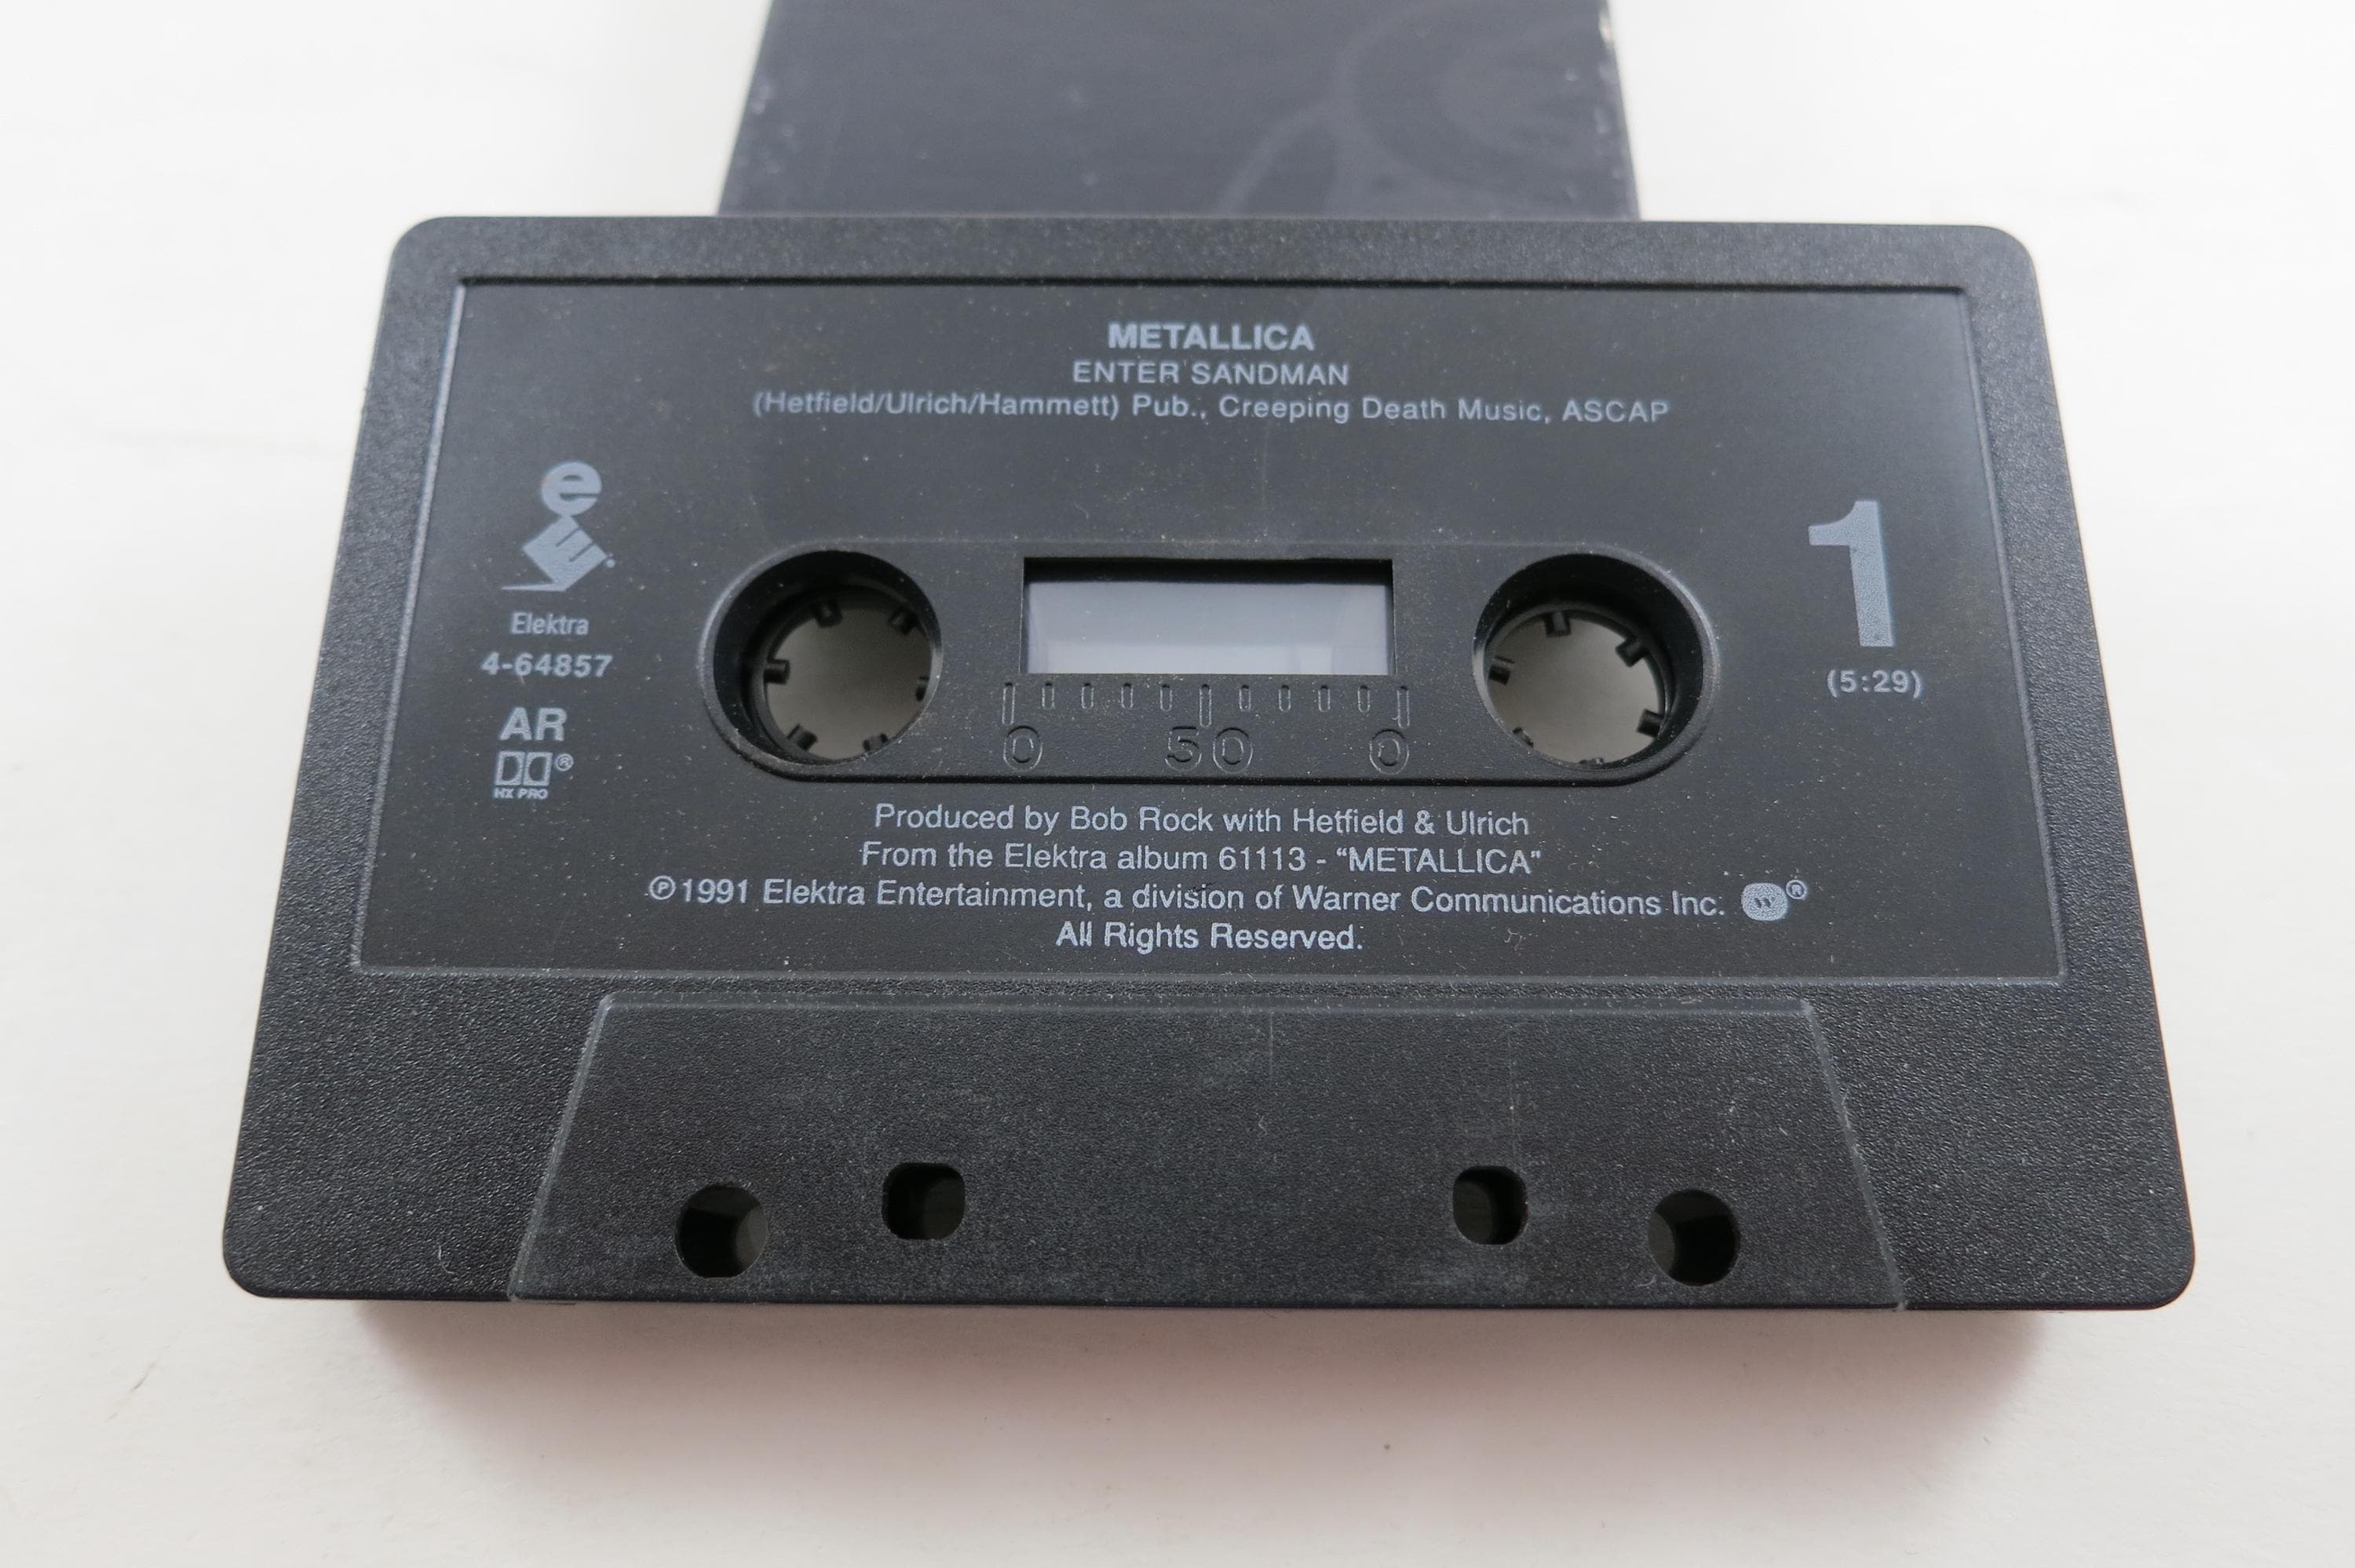 METALLICA
ENTER SANDMAN
(Hetfield/Ulrich/Hammett) Pub., Creeping Death Music, ASCAP
e
Elektra
4-64857
AR
HX PRO
1
(5:29)
0 50 0
Produced by Bob Rock with Hetfield & Ulrich
From the Elektra album 61113 - "METALLICA"
℗ 1991 Elektra Entertainment, a division of Warner Communications Inc. ®
All Rights Reserved.